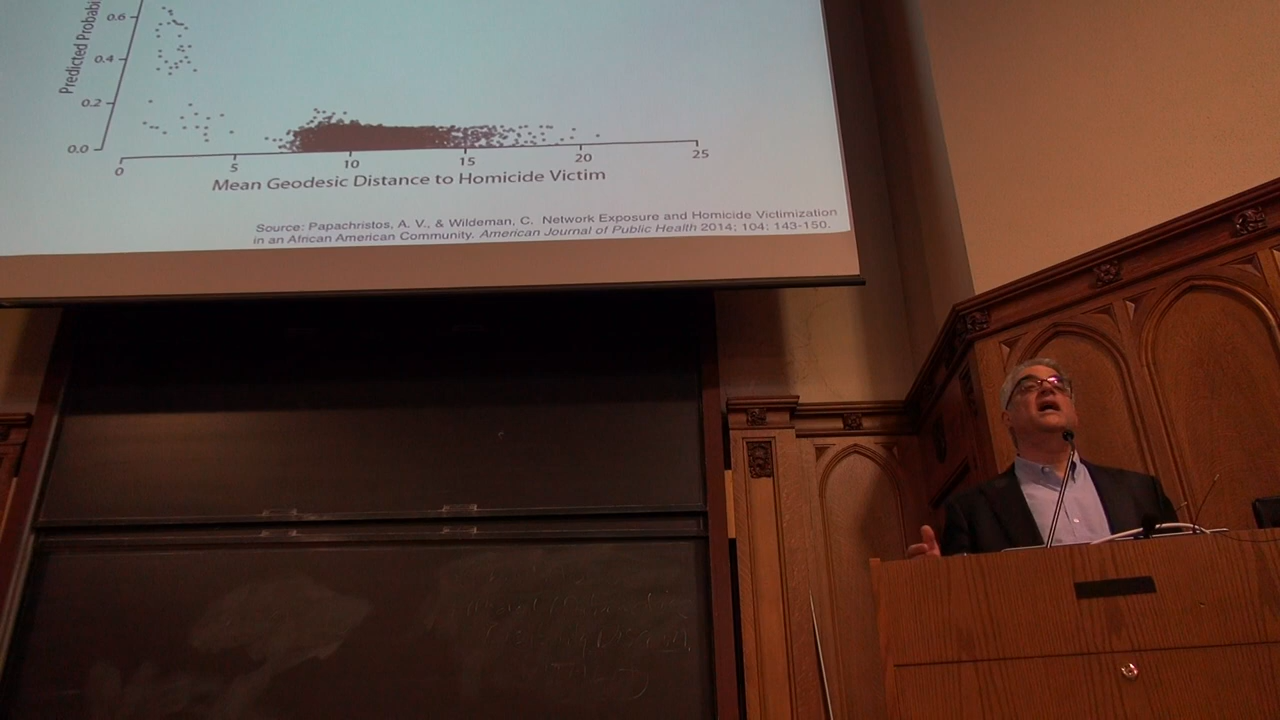 Predicted Probabi
0.6
0.4
0.2
0.0
0 5 10 15 20 25
Mean Geodesic Distance to Homicide Victim
Source: Papachristos, A. V., & Wildeman, C. Network Exposure and Homicide Victimization
in an African American Community. American Journal of Public Health 2014; 104: 143-150.